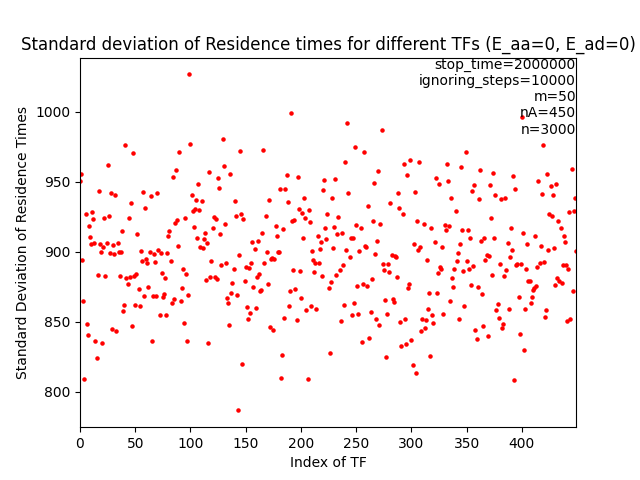 Standard deviation of Residence times for different TFs (E_aa=0, E_ad=0)
stop_time=2000000
ignoring_steps=10000
m=50
nA=450
n=3000
Standard Deviation of Residence Times
1000
950
900
850
800
0 50 100 150 200 250 300 350 400
Index of TF